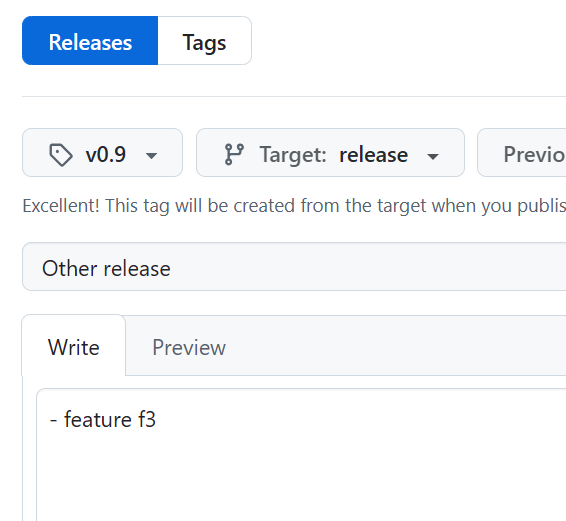 Releases Tags
v0.9 Target: release Previo
Excellent! This tag will be created from the target when you publis
Other release
Write Preview
- feature f3